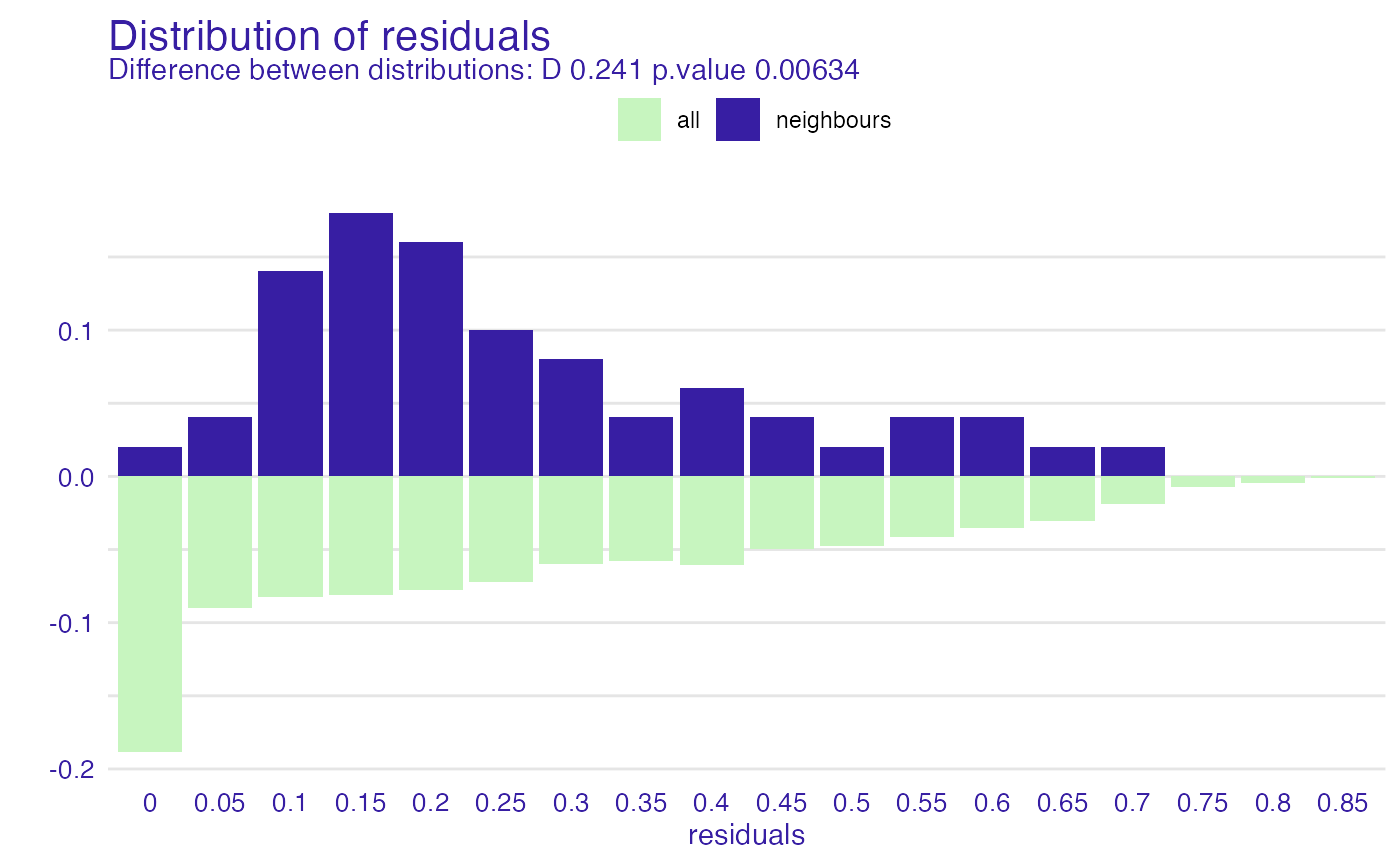 Distribution of residuals
Difference between distributions: D 0.241 p.value 0.00634
all neighbours
0.1
0.0
-0.1
-0.2
0 0.05 0.1 0.15 0.2 0.25 0.3 0.35 0.4 0.45 0.5 0.55 0.6 0.65 0.7 0.75 0.8 0.85
residuals